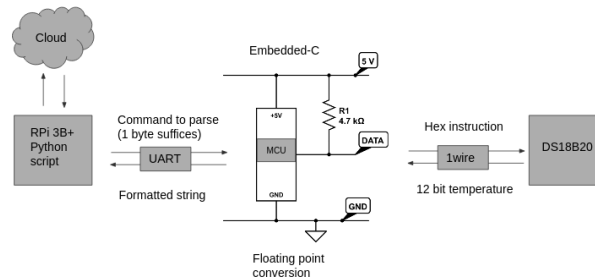 Cloud
RPi 3B+
Python
script
Command to parse
(1 byte suffices)
UART
Formatted string
Embedded-C
5 V
+5V
R1
4.7 kΩ
MCU
DATA
GND
GND
Floating point
conversion
Hex instruction
1wire
12 bit temperature
DS18B20